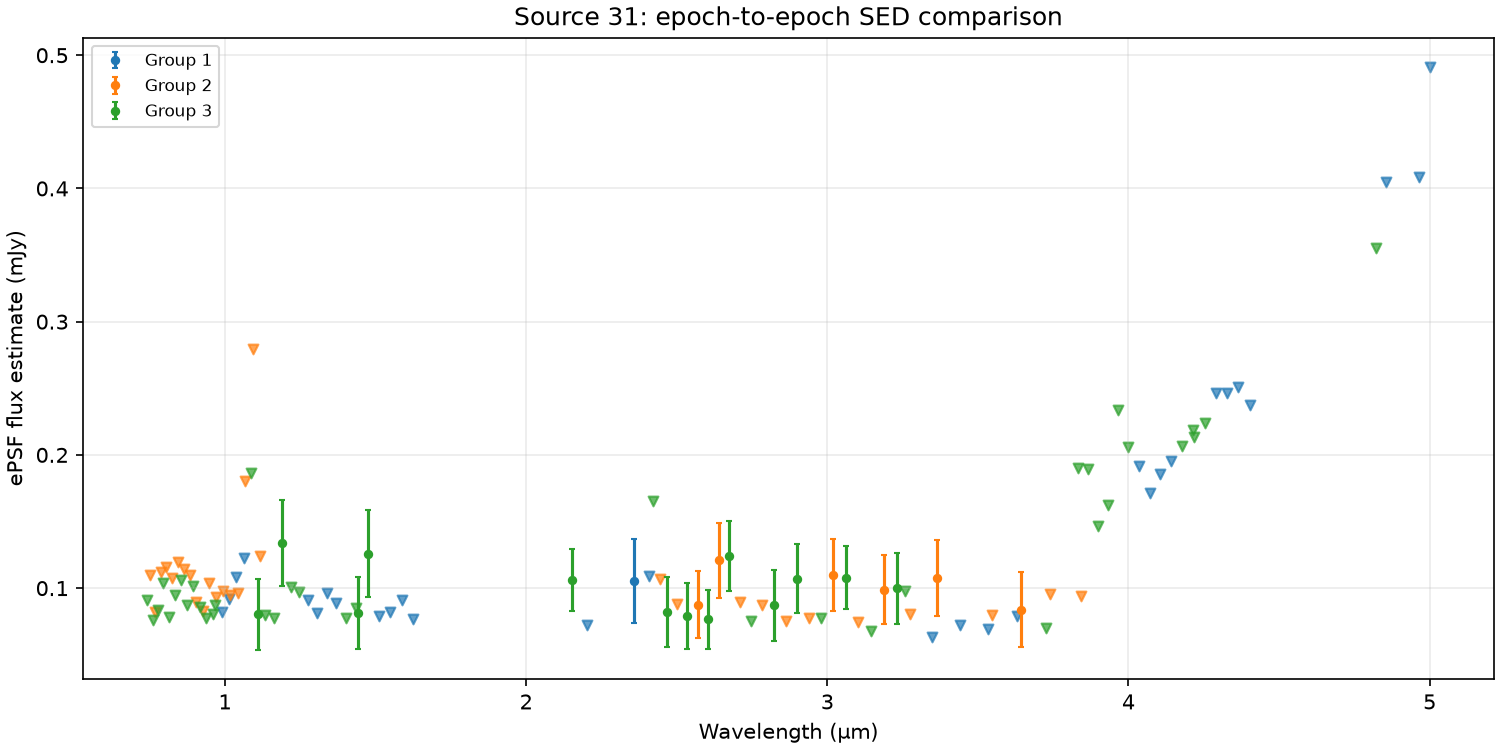 Source 31: epoch-to-epoch SED comparison
Group 1
Group 2
Group 3
ePSF flux estimate (mJy)
0.5
0.4
0.3
0.2
0.1
1
2
3
4
5
Wavelength (μm)